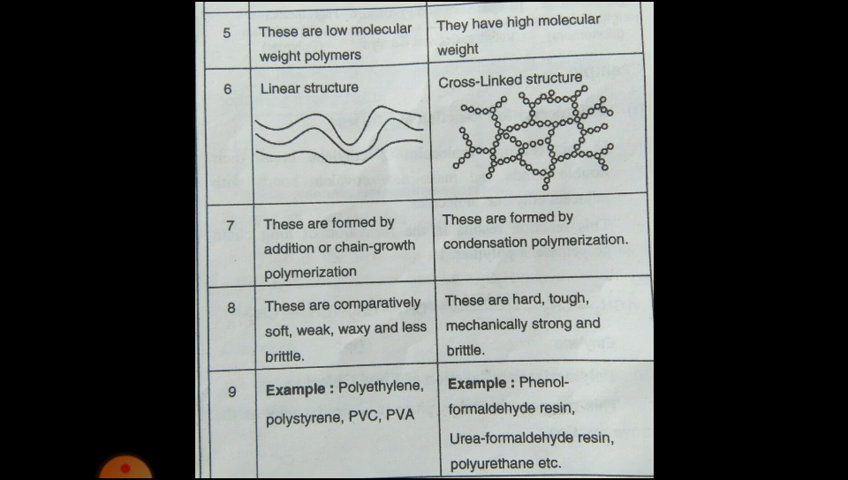 5
These are low molecular
weight polymers
They have high molecular
weight
6
Linear structure
Cross-Linked structure
7
These are formed by
addition or chain-growth
polymerization
These are formed by
condensation polymerization.
8
These are comparatively
soft, weak, waxy and less
brittle.
These are hard, tough,
mechanically strong and
brittle.
9
Example : Polyethylene,
polystyrene, PVC, PVA
Example : Phenol-
formaldehyde resin,
Urea-formaldehyde resin,
polyurethane etc.